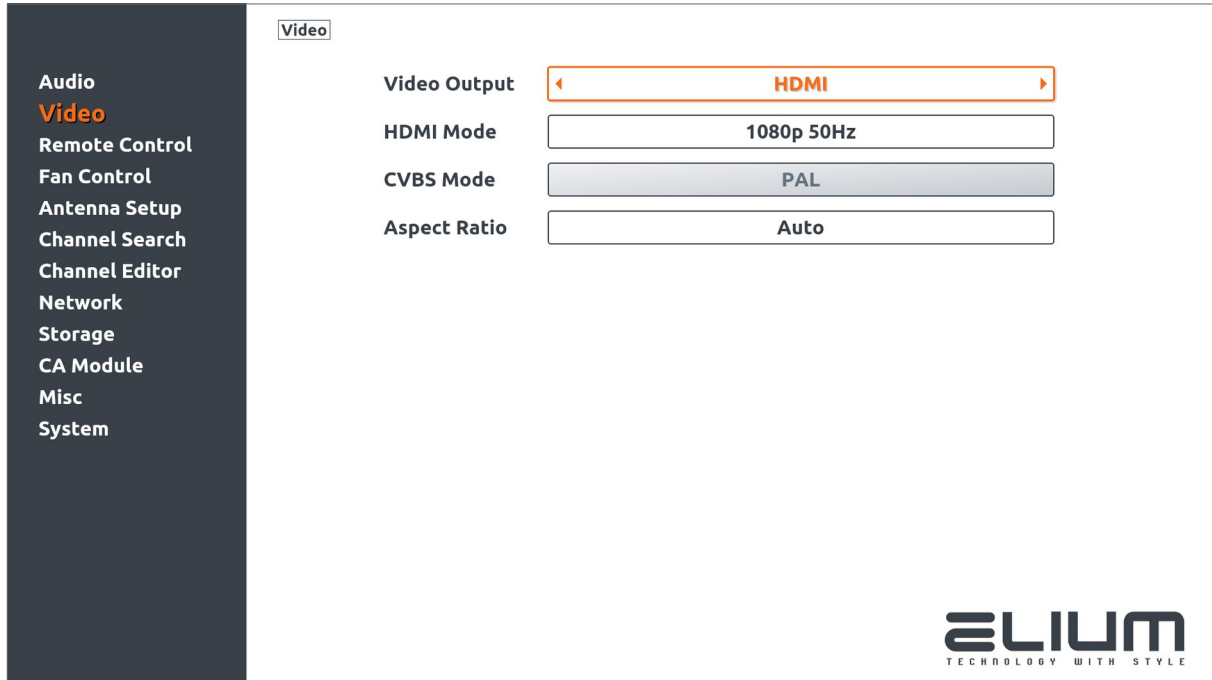 Video
Audio
Video
Remote Control
Fan Control
Antenna Setup
Channel Search
Channel Editor
Network
Storage
CA Module
Misc
System
Video Output HDMI
HDMI Mode 1080p 50Hz
CVBS Mode PAL
Aspect Ratio Auto
ELIUM
TECHNOLOGY WITH STYLE